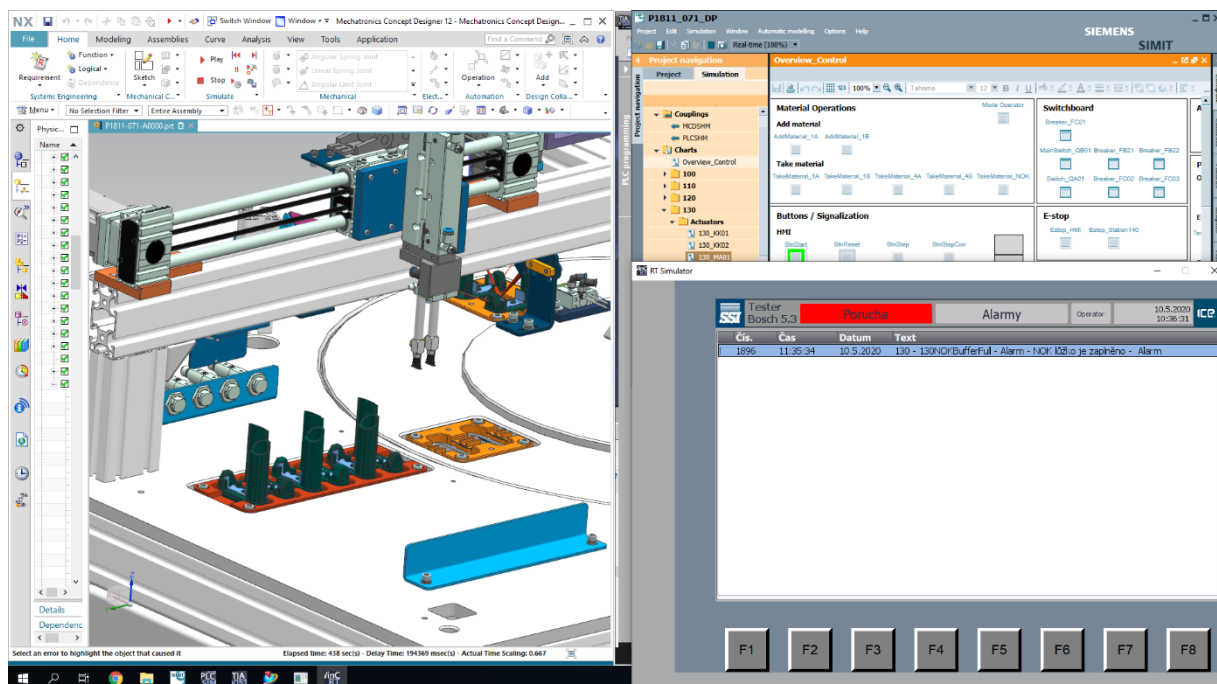 NX
Switch Window
Window
Mechatronics Concept Designer 12 - Mechatronics Concept Design...
File Home Modeling Assemblies Curve Analysis View Tools Application
Find a Command
Requirement
Function
Logical
Dependency
Systems Engineering
Sketch
Mechanical C...
Play
Stop
Simulate
Angular Spring Joint
Linear Spring Joint
Angular Limit Joint
Mechanical
Elect...
Operation
Automation
Add
Design Colla...
Menu
No Selection Filter
Entire Assembly
Physic...
P1811-071-A0000.prt
Name
Details
Dependenc
Select an error to highlight the object that caused it
Elapsed time: 438 sec(s) - Delay Time: 194369 msec(s) - Actual Time Scaling: 0.667
P1811_071_DP
Project Edit Simulation Window Automatic modelling Options Help
SIEMENS
SIMIT
Real-time (100%)
Project navigation
Project Simulation
Project navigation
PLC programming
Couplings
MCDSHM
PLCSHM
Charts
Overview_Control
100
110
120
130
Actuators
130_KK01
130_KK02
130_MA01
Overview_Control
100%
Tahoma
12
B I U
Material Operations
Mode Operator
Add material
AddMaterial_1A AddMaterial_1B
Take material
TakeMaterial_1A TakeMaterial_1B TakeMaterial_4A TakeMaterial_4B TakeMaterial_NOK
Buttons / Signalization
HMI
BtnStart BtnReset BtnStep BtnStepCon
Switchboard
Breaker_FC01
MainSwitch_QB01 Breaker_FB21 Breaker_FB22
Switch_QA01 Breaker_FC02 Breaker_FC03
E-stop
Estop_HMI Estop_Station140
RT Simulator
SSI
Tester
Bosch 5.3
Porucha
Alarmy
Operator
10.5.2020
10:36:31
ICE
Čís. Čas Datum Text
1896 11:35:34 10.5.2020 130 - 130NOKBufferFull - Alarm - NOK lůžko je zaplněno - Alarm
F1 F2 F3 F4 F5 F6 F7 F8